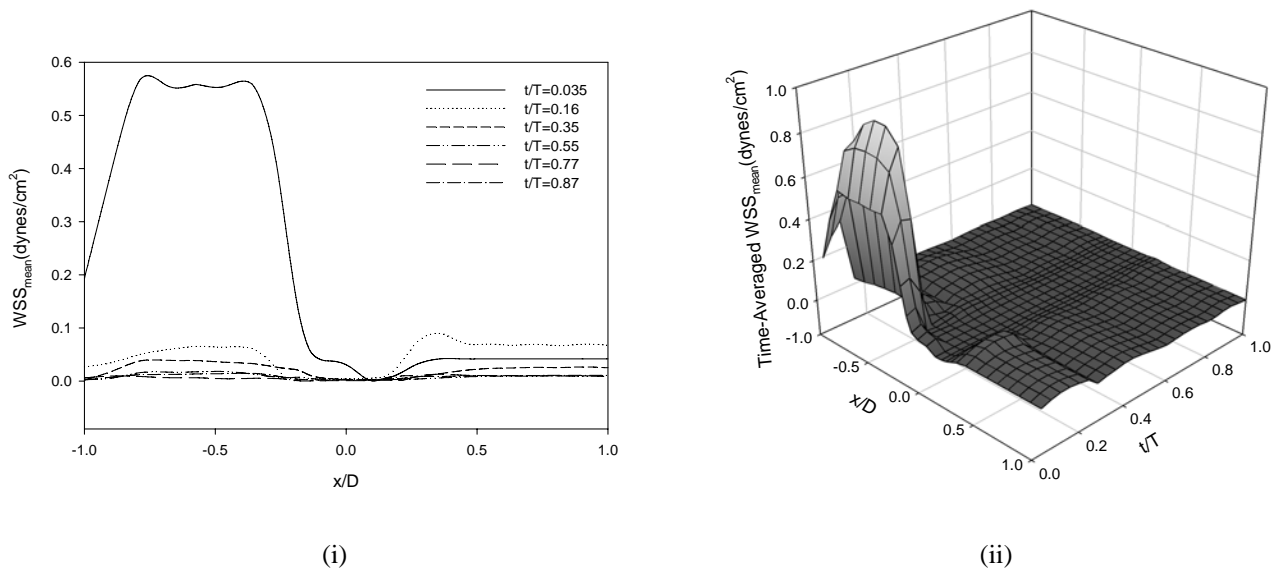 WSSmean(dynes/cm²)
0.6
0.5
0.4
0.3
0.2
0.1
0.0
-1.0
-0.5
0.0
0.5
1.0
x/D
t/T=0.035
t/T=0.16
t/T=0.35
t/T=0.55
t/T=0.77
t/T=0.87
(i)
Time-Averaged WSSmean(dynes/cm²)
1.0
0.8
0.6
0.4
0.2
0.0
-1.0
-0.5
0.0
0.5
1.0
x/D
0.0
0.2
0.4
0.6
0.8
1.0
t/T
(ii)